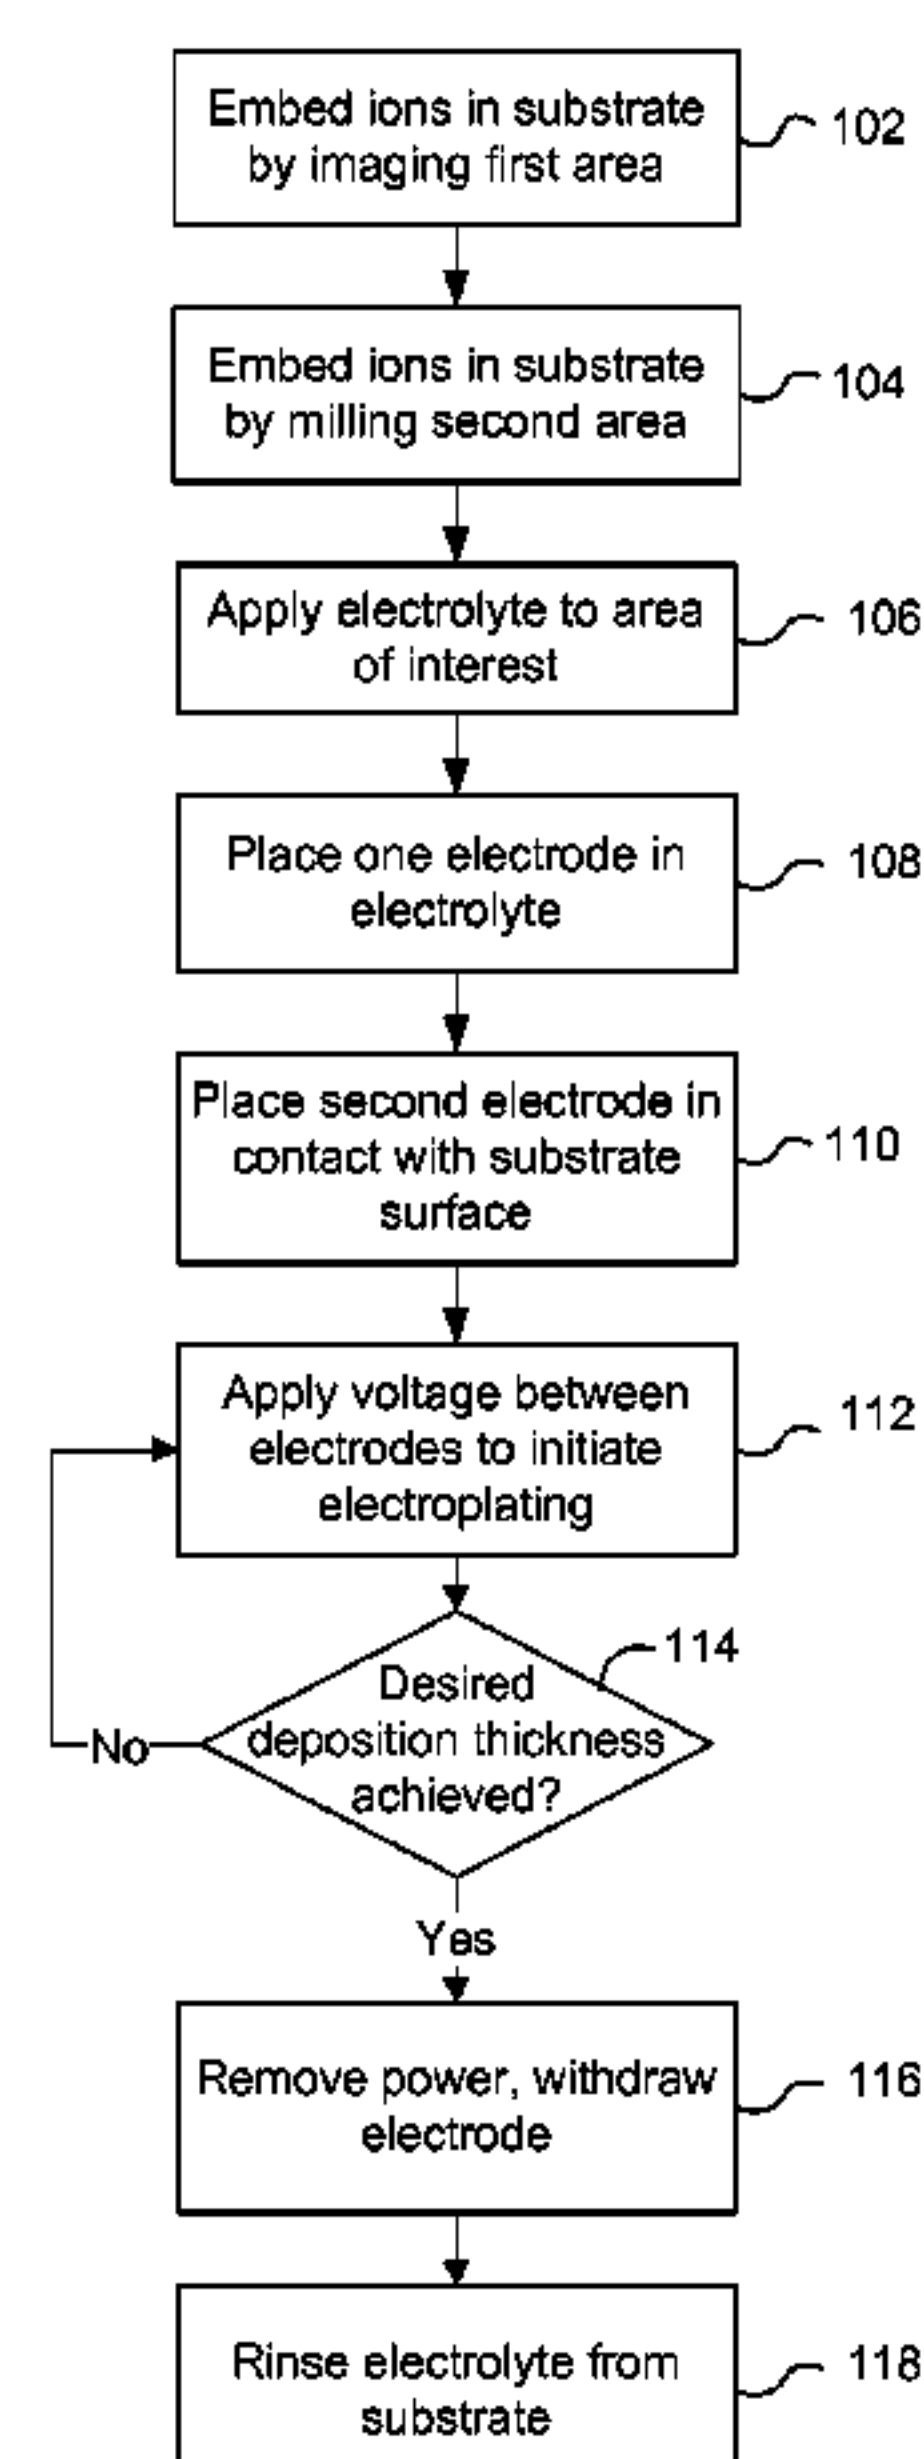 Embed ions in substrate
by imaging first area
102
Embed ions in substrate
by milling second area
104
Apply electrolyte to area
of interest
106
Place one electrode in
electrolyte
108
Place second electrode in
contact with substrate
surface
110
Apply voltage between
electrodes to initiate
electroplating
112
114
Desired
deposition thickness
achieved?
No
Yes
Remove power, withdraw
electrode
116
Rinse electrolyte from
substrate
118